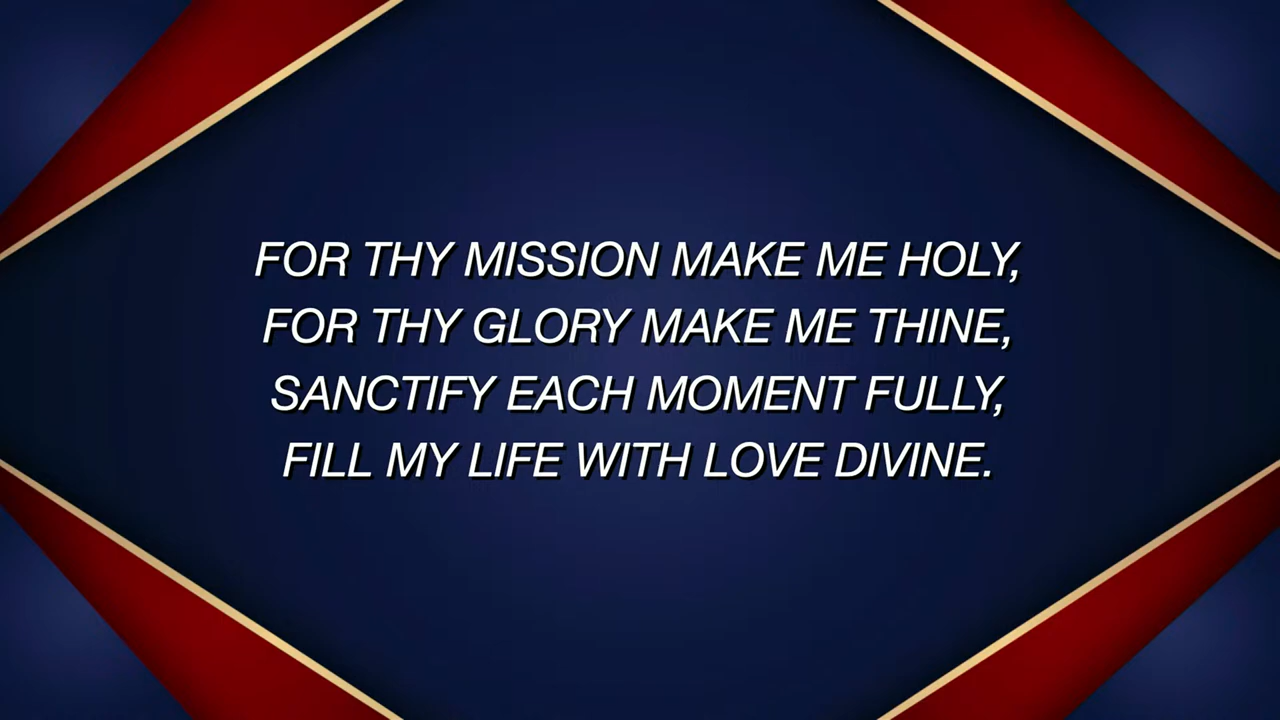 FOR THY MISSION MAKE ME HOLY,
FOR THY GLORY MAKE ME THINE,
SANCTIFY EACH MOMENT FULLY,
FILL MY LIFE WITH LOVE DIVINE.